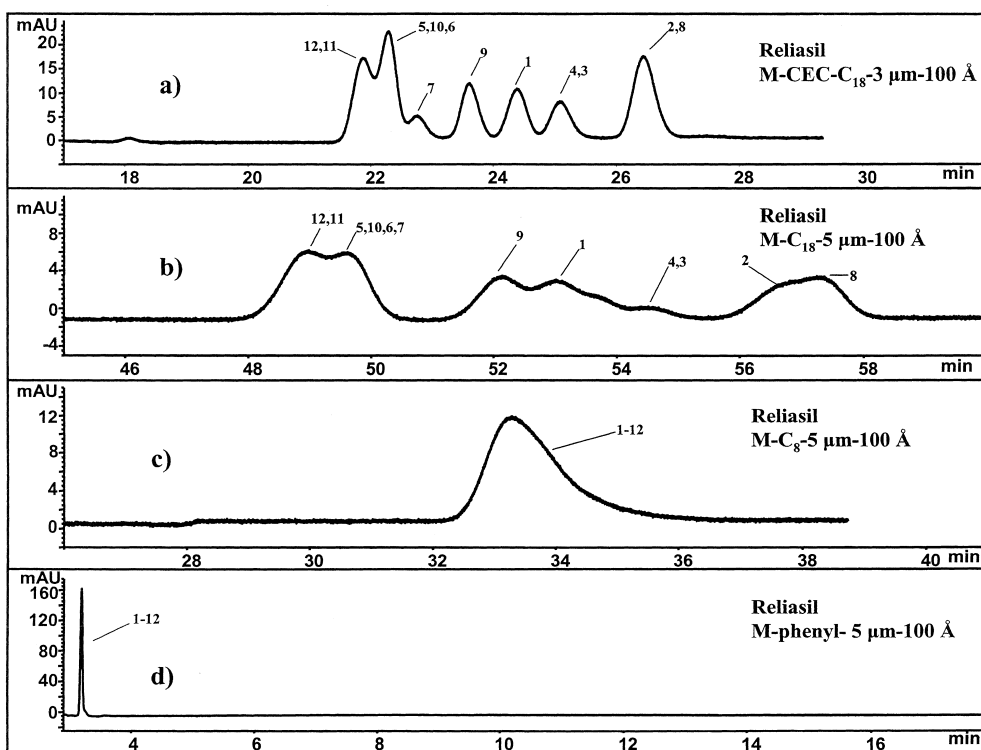 mAU
20
15
10
5
0
a)
12,11
5,10,6
7
9
1
4,3
2,8
Reliasil
M-CEC-C18-3 µm-100 Å
18 20 22 24 26 28 30 min
mAU
8
4
0
-4
b)
12,11
5,10,6,7
9
1
4,3
2
8
Reliasil
M-C18-5 µm-100 Å
46 48 50 52 54 56 58 min
mAU
12
8
4
0
c)
1-12
Reliasil
M-C8-5 µm-100 Å
28 30 32 34 36 38 40 min
mAU
160
120
80
40
0
d)
1-12
Reliasil
M-phenyl- 5 µm-100 Å
4 6 8 10 12 14 16 min